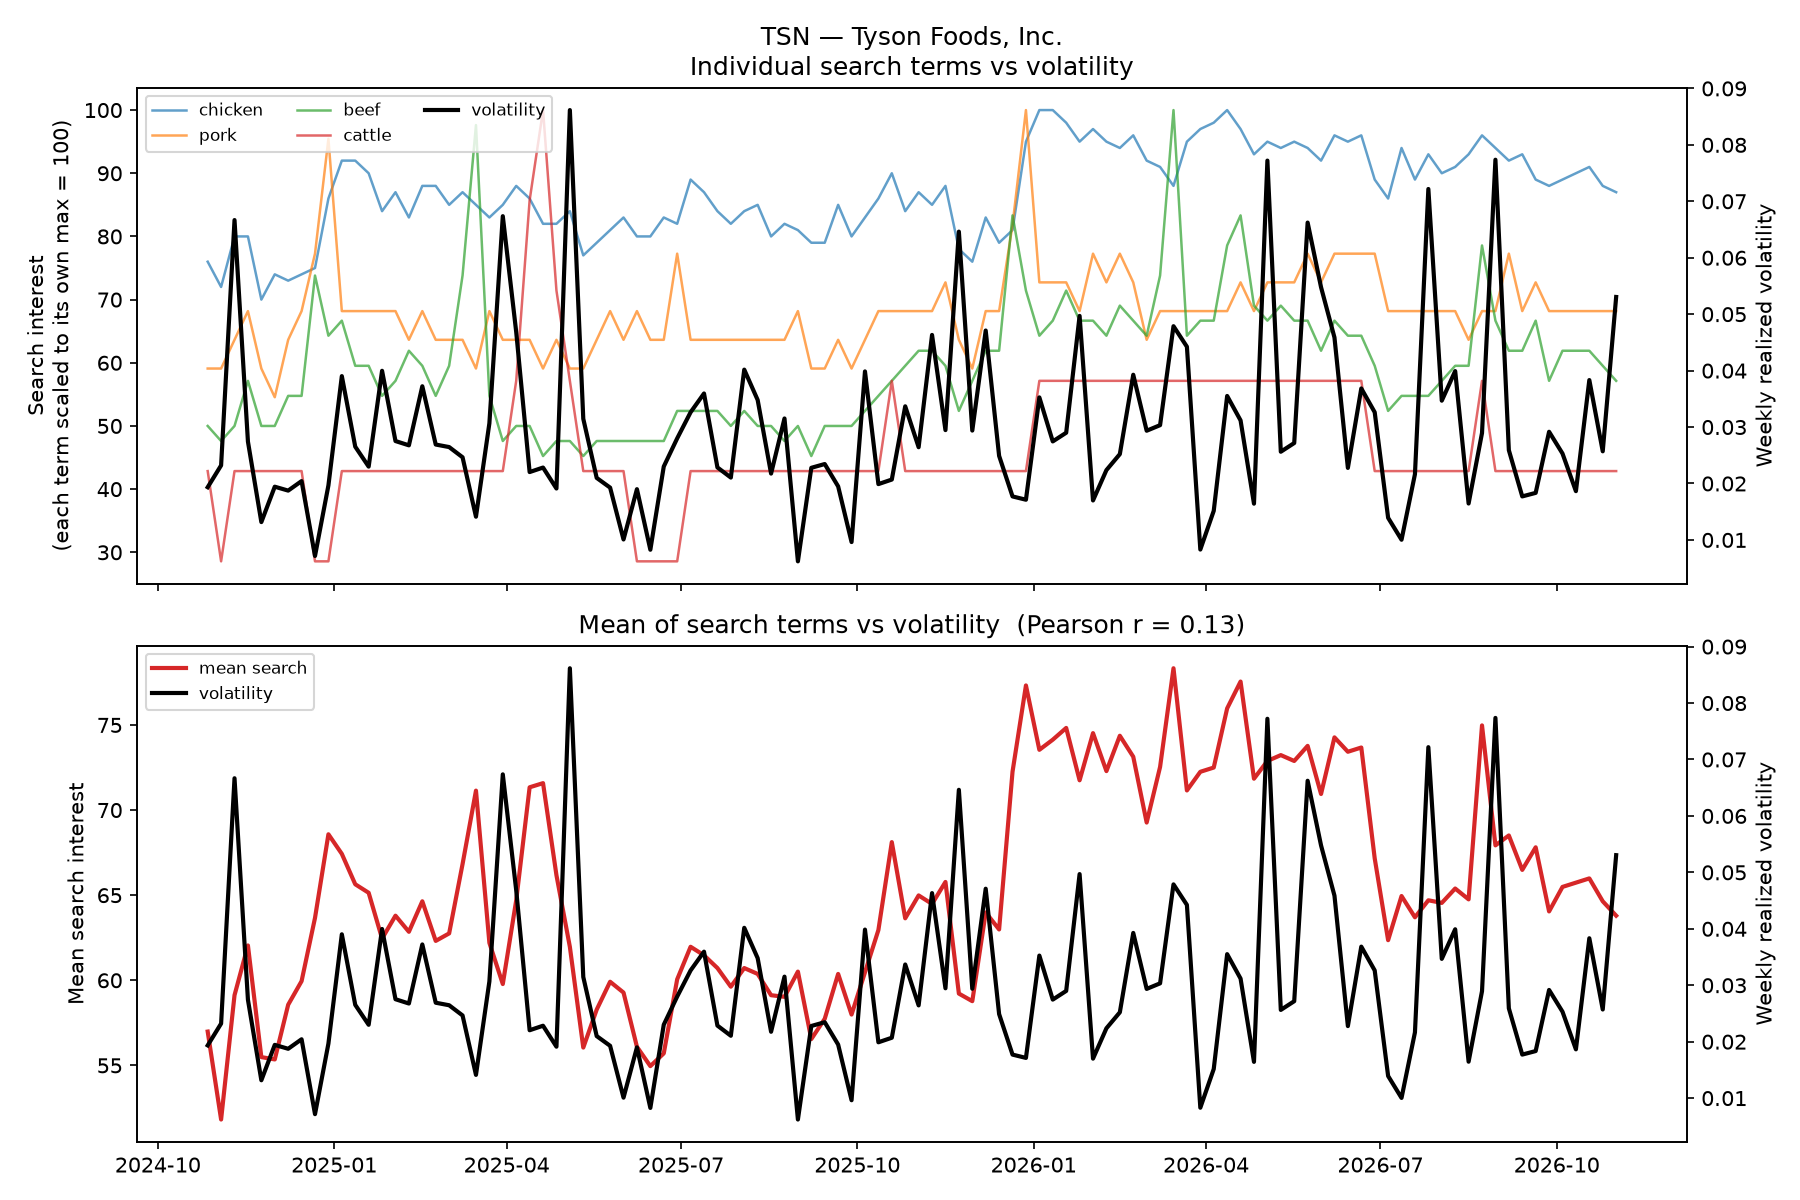 TSN — Tyson Foods, Inc.
Individual search terms vs volatility
chicken
pork
beef
cattle
volatility
Search interest
(each term scaled to its own max = 100)
100
90
80
70
60
50
40
30
0.09
0.08
0.07
0.06
0.05
0.04
0.03
0.02
0.01
Weekly realized volatility
Mean of search terms vs volatility (Pearson r = 0.13)
mean search
volatility
Mean search interest
75
70
65
60
55
0.09
0.08
0.07
0.06
0.05
0.04
0.03
0.02
0.01
Weekly realized volatility
2024-10
2025-01
2025-04
2025-07
2025-10
2026-01
2026-04
2026-07
2026-10